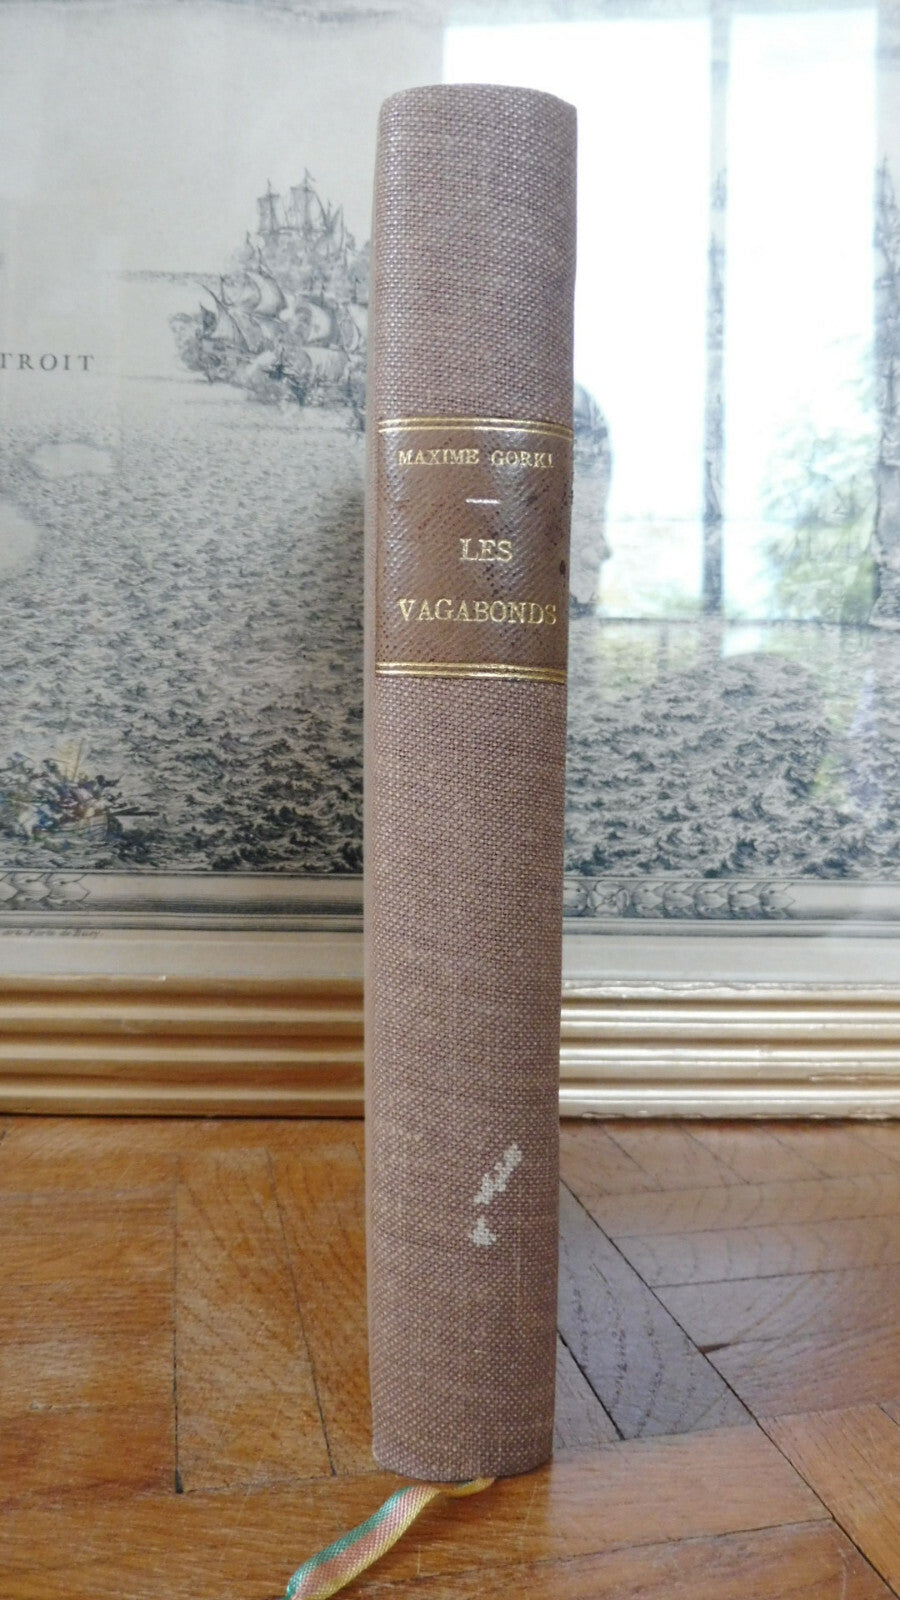 TROIT
MAXIME GORKI
LES
VAGABONDS